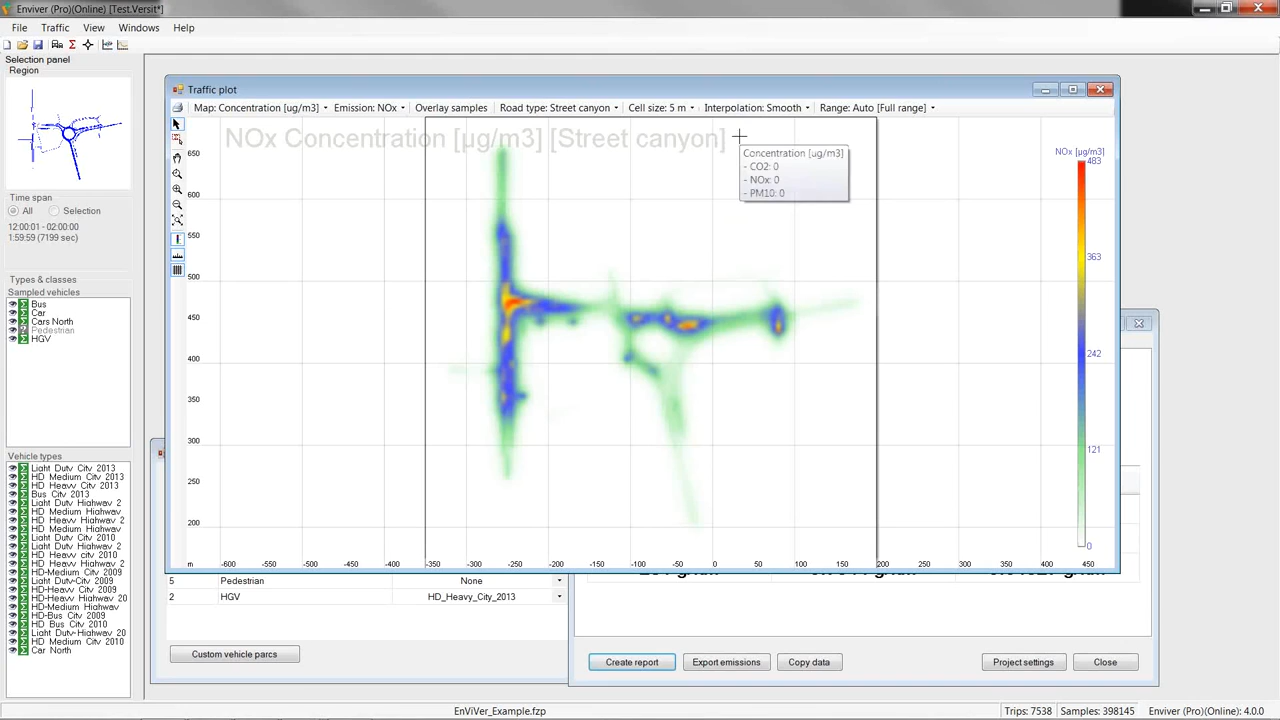 Enviver (Pro)(Online) [Test.Versit*]
File Traffic View Windows Help
Selection panel
Region
Time span
All Selection
12:00:01 - 02:00:00
1:59:59 (7199 sec)
Types & classes
Sampled vehicles
Bus
Car
Cars North
Pedestrian
HGV
Vehicle types
Light Duty City 2013
HD Medium City 2013
HD Heavy City 2013
Bus City 2013
Light Duty Highway 2
HD Medium Highway
HD Heavy Highway 2
HD Medium Highway
Light Duty City 2010
Light Duty Highway 2
HD Heavy city 2010
HD Heavy Highway 2
HD-Medium City 2009
Light Duty-City 2009
HD-Heavy City 2009
HD-Heavy Highway 20
HD-Medium Highway
HD-Bus City 2009
HD Bus City 2010
Light Duty-Highway 20
HD Medium City 2010
Car North
Traffic plot
Map: Concentration [ug/m3] Emission: NOx Overlay samples Road type: Street canyon Cell size: 5 m Interpolation: Smooth Range: Auto [Full range]
NOx Concentration [µg/m3] [Street canyon]
Concentration [µg/m3]
- CO2: 0
- NOx: 0
- PM10: 0
NOx [µg/m3]
483
363
242
121
0
650
600
550
500
450
400
350
300
250
200
m -600 -550 -500 -450 -400 -350 -300 -250 -200 -150 -100 -50 0 50 100 150 200 250 300 350 400 450
5 Pedestrian None
2 HGV HD_Heavy_City_2013
Custom vehicle parcs
Create report Export emissions Copy data Project settings Close
EnViVer_Example.fzp Trips: 7538 Samples: 398145 Enviver (Pro)(Online): 4.0.0